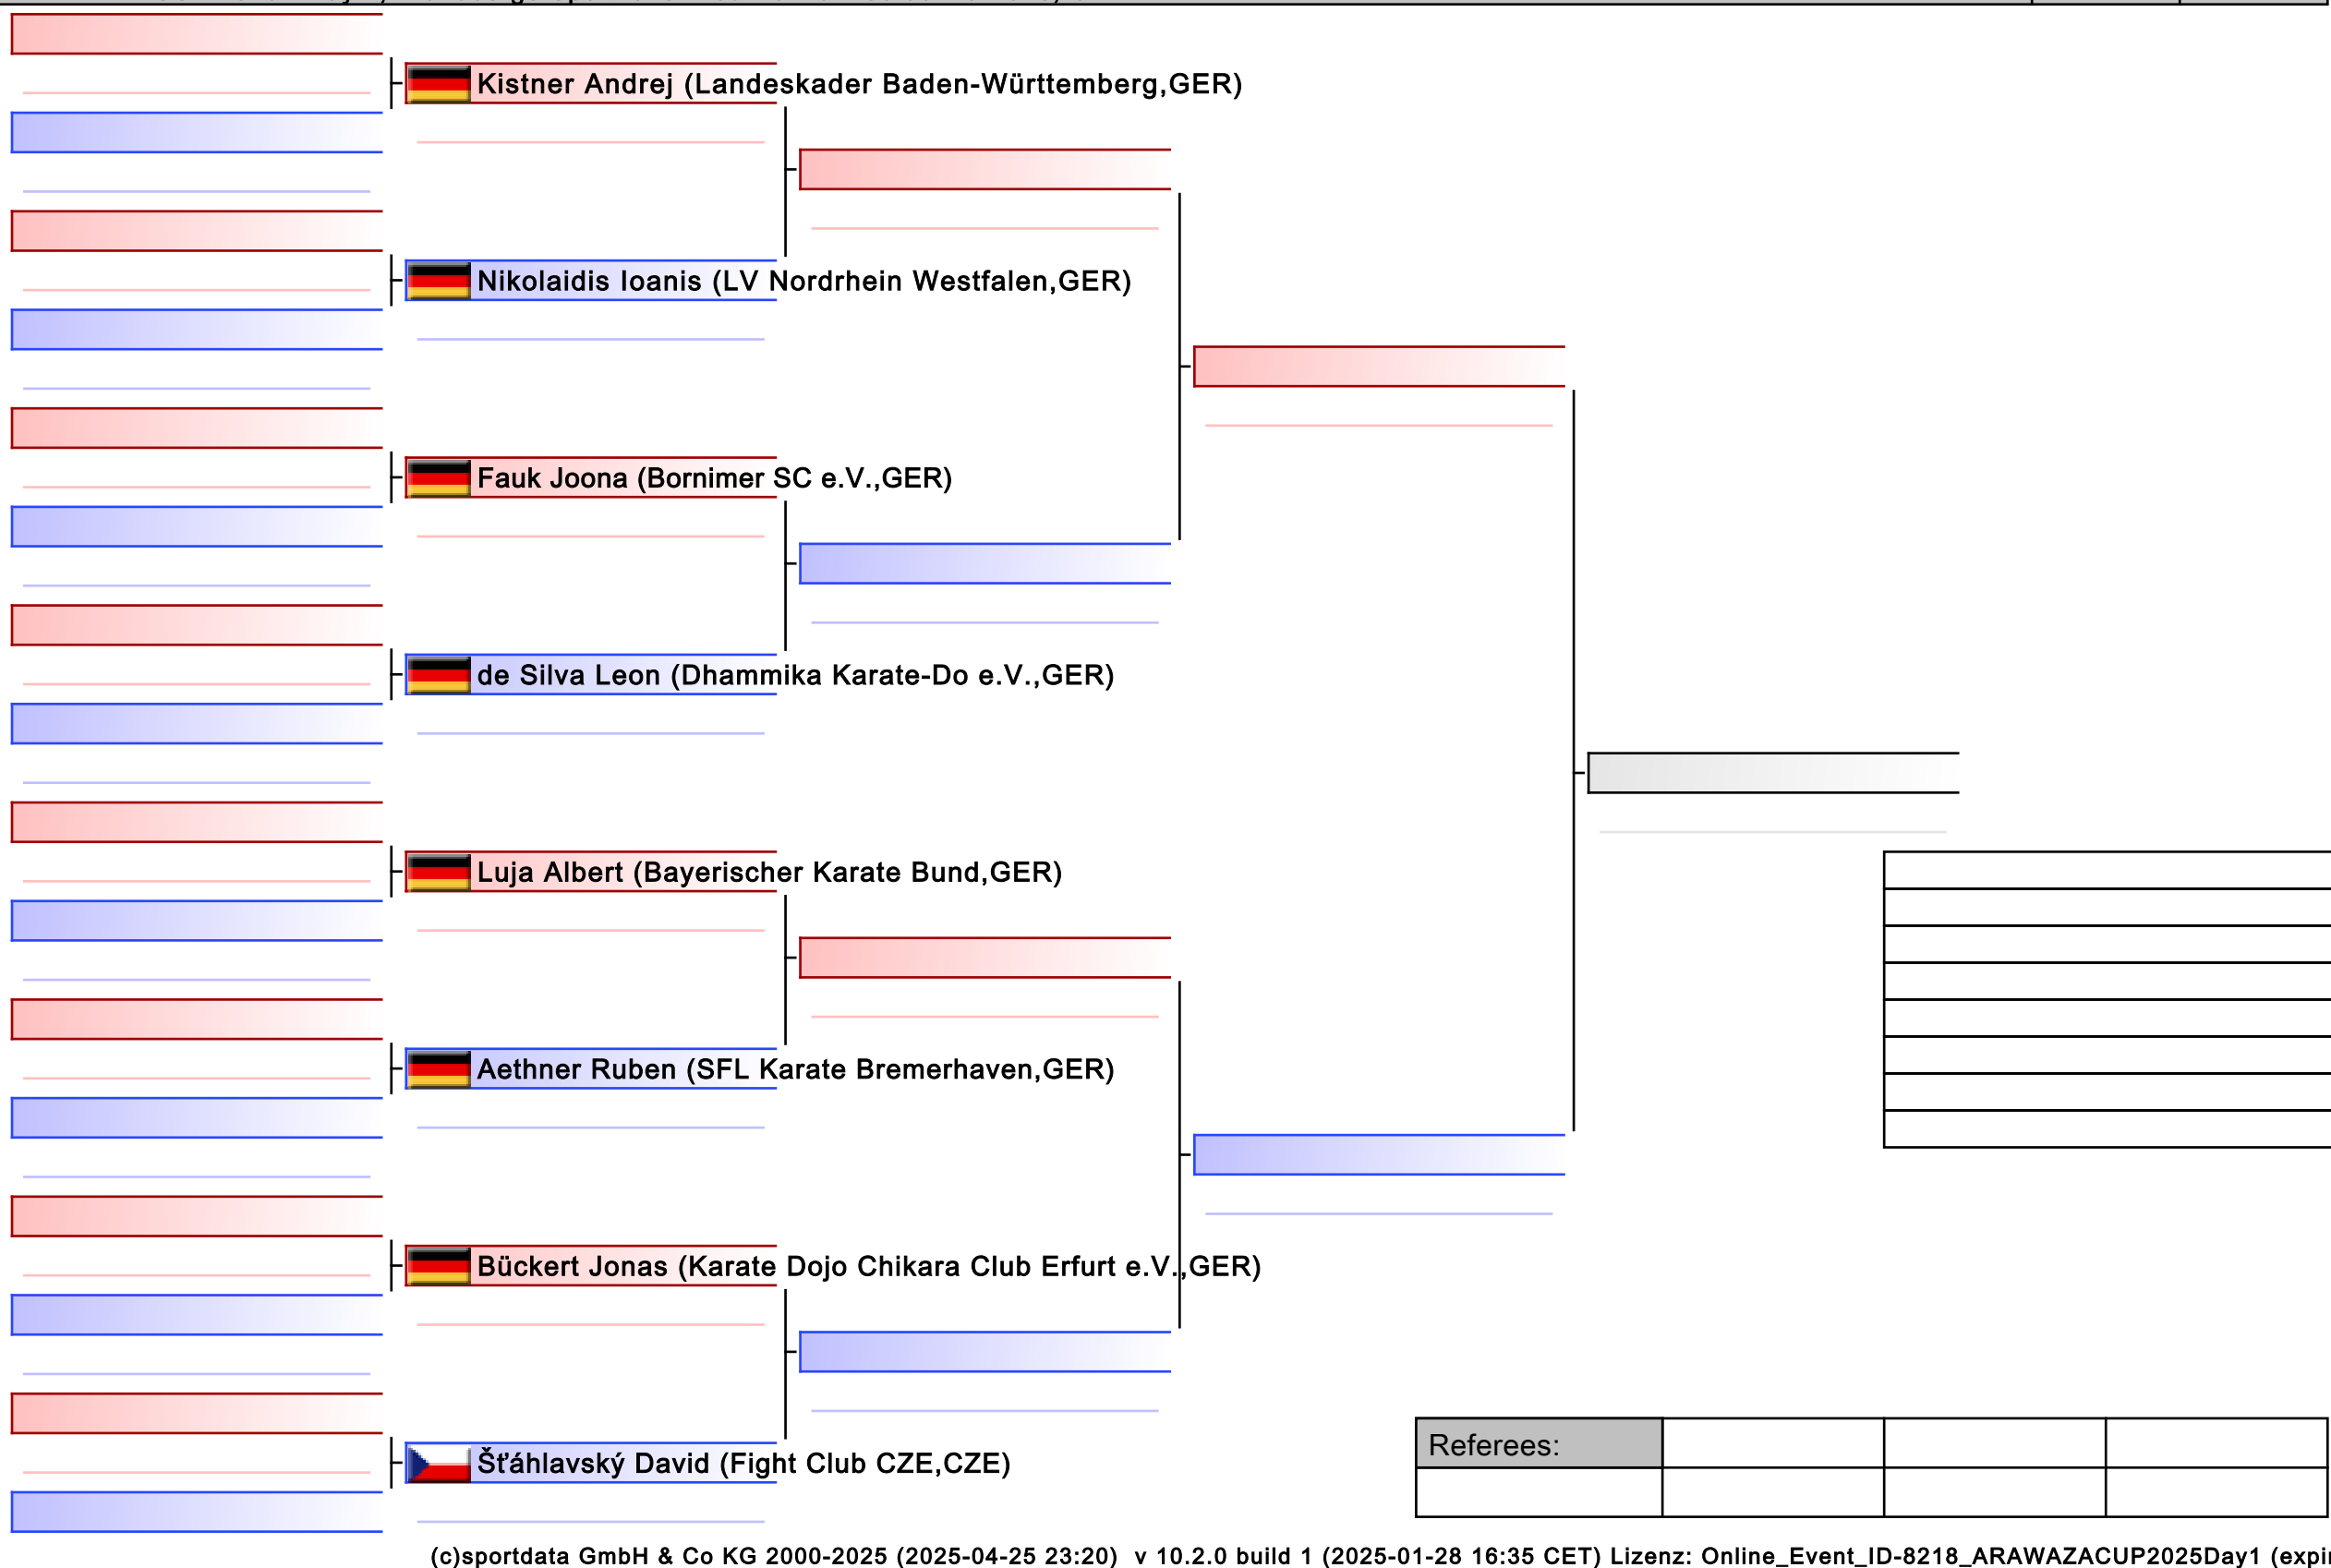 Kistner Andrej (Landeskader Baden-Württemberg,GER)
Nikolaidis Ioanis (LV Nordrhein Westfalen,GER)
Fauk Joona (Bornimer SC e.V.,GER)
de Silva Leon (Dhammika Karate-Do e.V.,GER)
Luja Albert (Bayerischer Karate Bund,GER)
Aethner Ruben (SFL Karate Bremerhaven,GER)
Bückert Jonas (Karate Dojo Chikara Club Erfurt e.V.,GER)
Šťáhlavský David (Fight Club CZE,CZE)
Referees:
(c)sportdata GmbH & Co KG 2000-2025 (2025-04-25 23:20) v 10.2.0 build 1 (2025-01-28 16:35 CET) Lizenz: Online_Event_ID-8218_ARAWAZACUP2025Day1 (expi